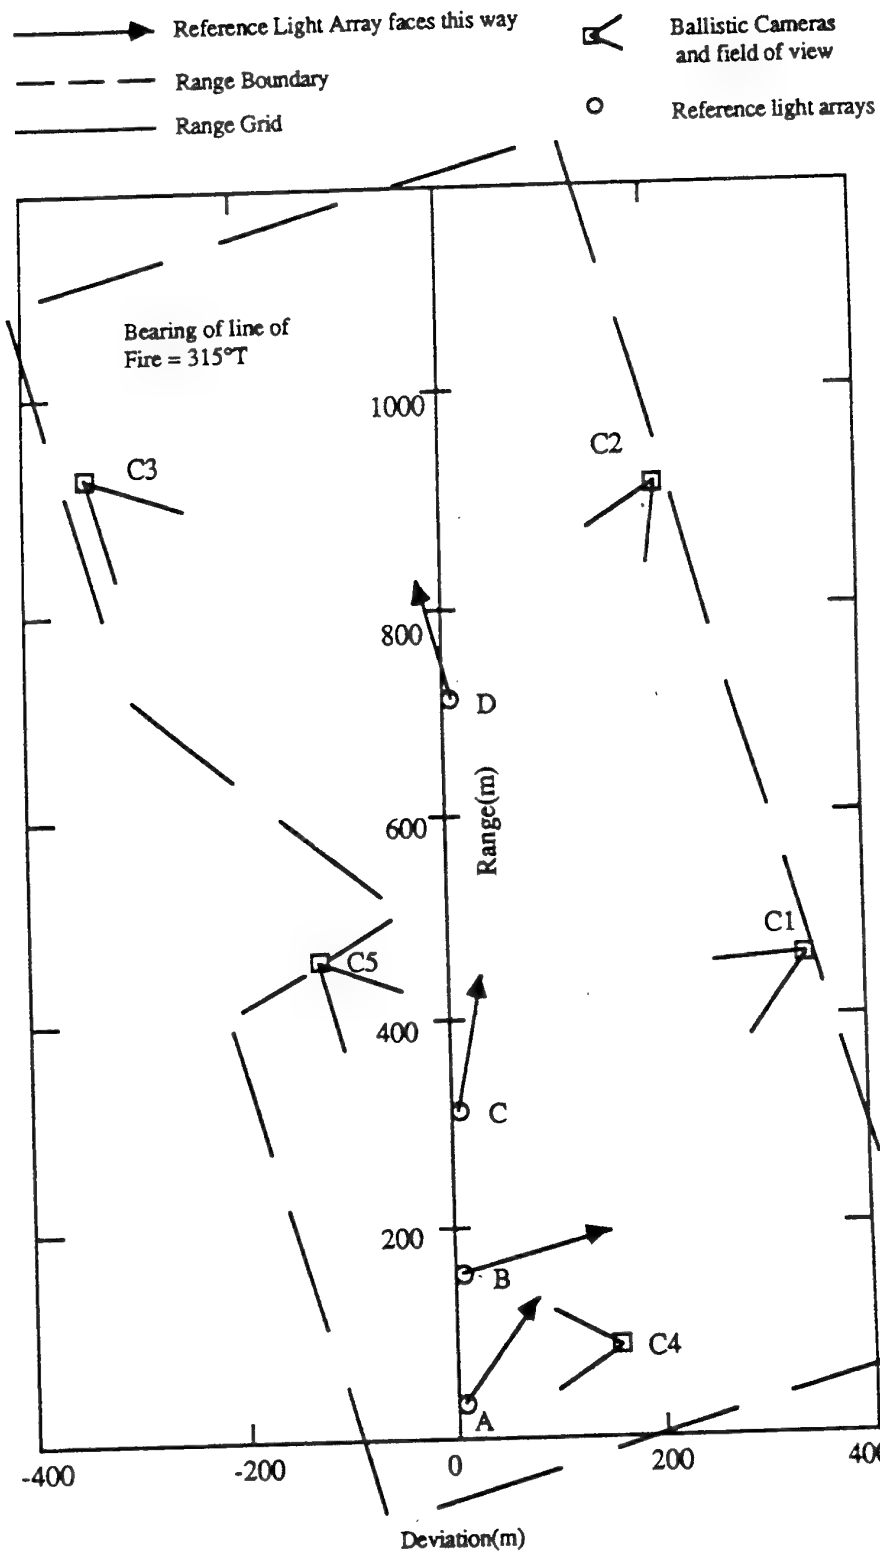 Reference Light Array faces this way
Range Boundary
Range Grid
Ballistic Cameras
and field of view
Reference light arrays
Bearing of line of
Fire = 315°T
1000
C2
C3
800
D
Range(m)
600
C1
C5
400
C
200
B
C4
A
-400
-200
0
200
400
Deviation(m)